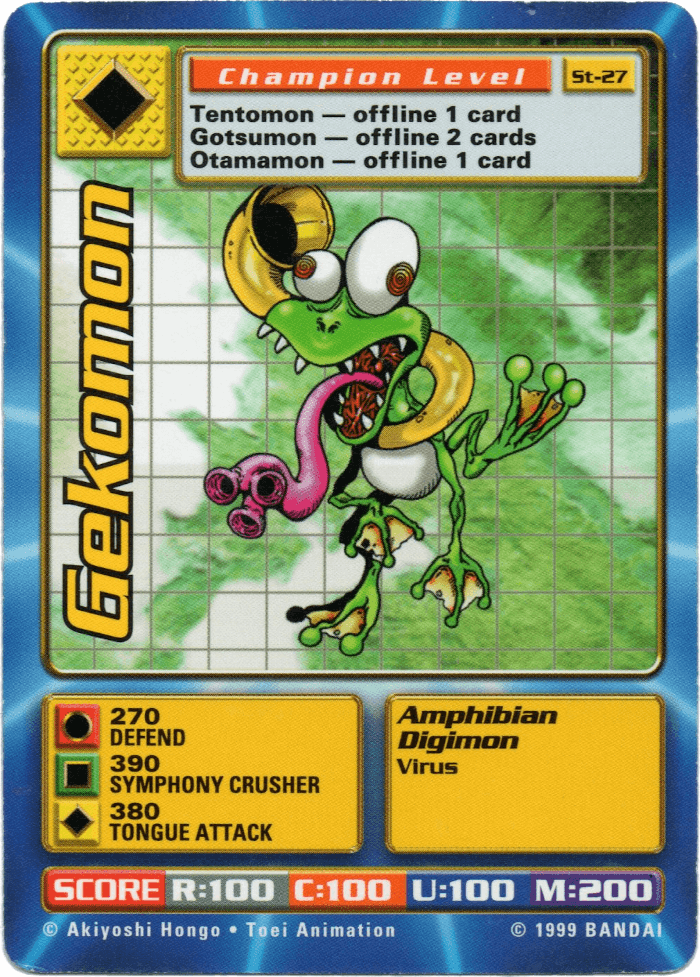 Champion Level
St-27
Tentomon — offline 1 card
Gotsumon — offline 2 cards
Otamamon — offline 1 card
Gekomon
270
DEFEND
390
SYMPHONY CRUSHER
380
TONGUE ATTACK
Amphibian
Digimon
Virus
SCORE R:100 C:100 U:100 M:200
© Akiyoshi Hongo • Toei Animation © 1999 BANDAI